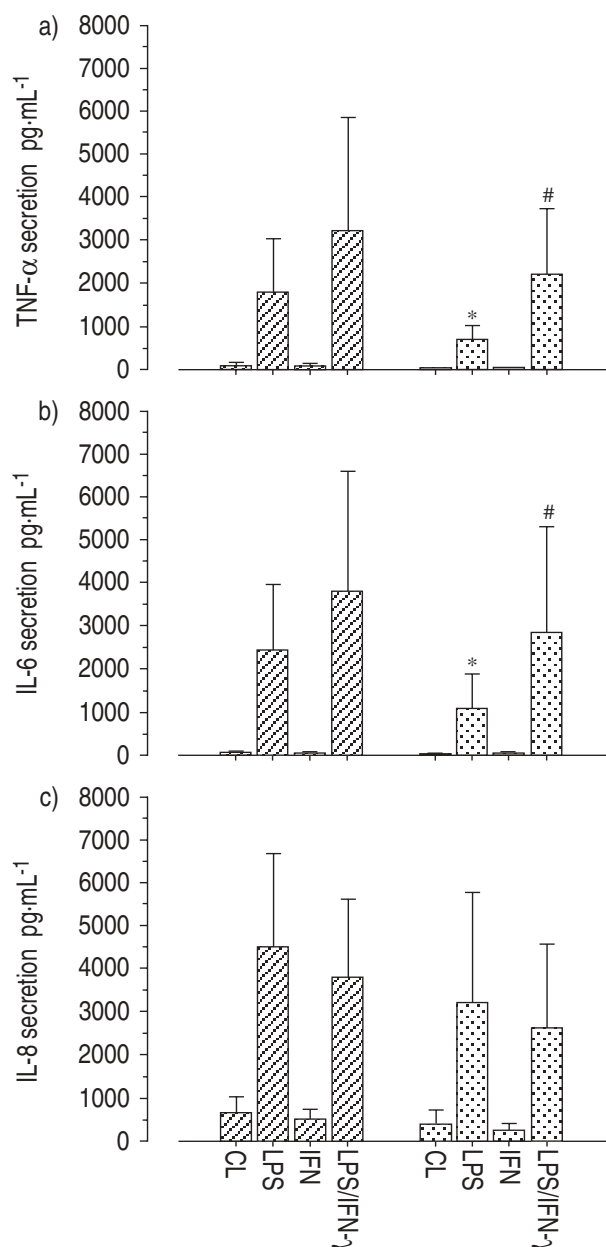 a)
TNF-α secretion pg·mL-1
8000
7000
6000
5000
4000
3000
2000
1000
0
*
#
b)
IL-6 secretion pg·mL-1
8000
7000
6000
5000
4000
3000
2000
1000
0
*
#
c)
IL-8 secretion pg·mL-1
8000
7000
6000
5000
4000
3000
2000
1000
0
CL
LPS
IFN
LPS/IFN-γ
CL
LPS
IFN
LPS/IFN-γ